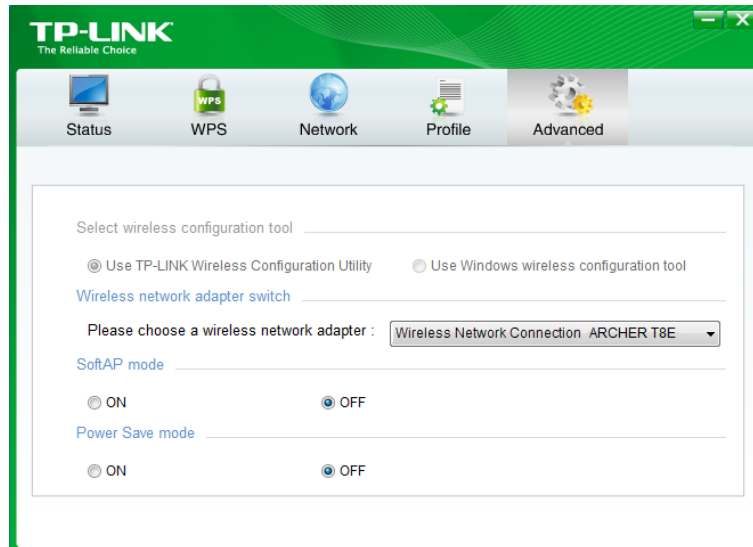 TP-LINK
The Reliable Choice
WPS
Status WPS Network Profile Advanced
Select wireless configuration tool
Use TP-LINK Wireless Configuration Utility Use Windows wireless configuration tool
Wireless network adapter switch
Please choose a wireless network adapter : Wireless Network Connection ARCHER T8E
SoftAP mode
ON OFF
Power Save mode
ON OFF